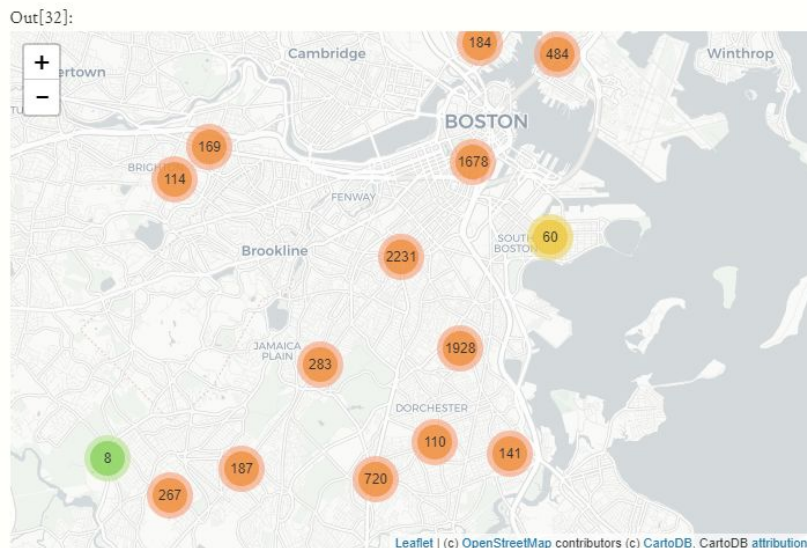 Out[32]:
184
484
Cambridge
Winthrop
+
ertown
−
BOSTON
169
1678
BRIGH
114
FENWAY
60
SOUTH
BOSTON
Brookline
2231
JAMAICA
PLAIN
283
1928
DORCHESTER
110
141
8
187
267
720
Leaflet | (c) OpenStreetMap contributors (c) CartoDB, CartoDB attribution